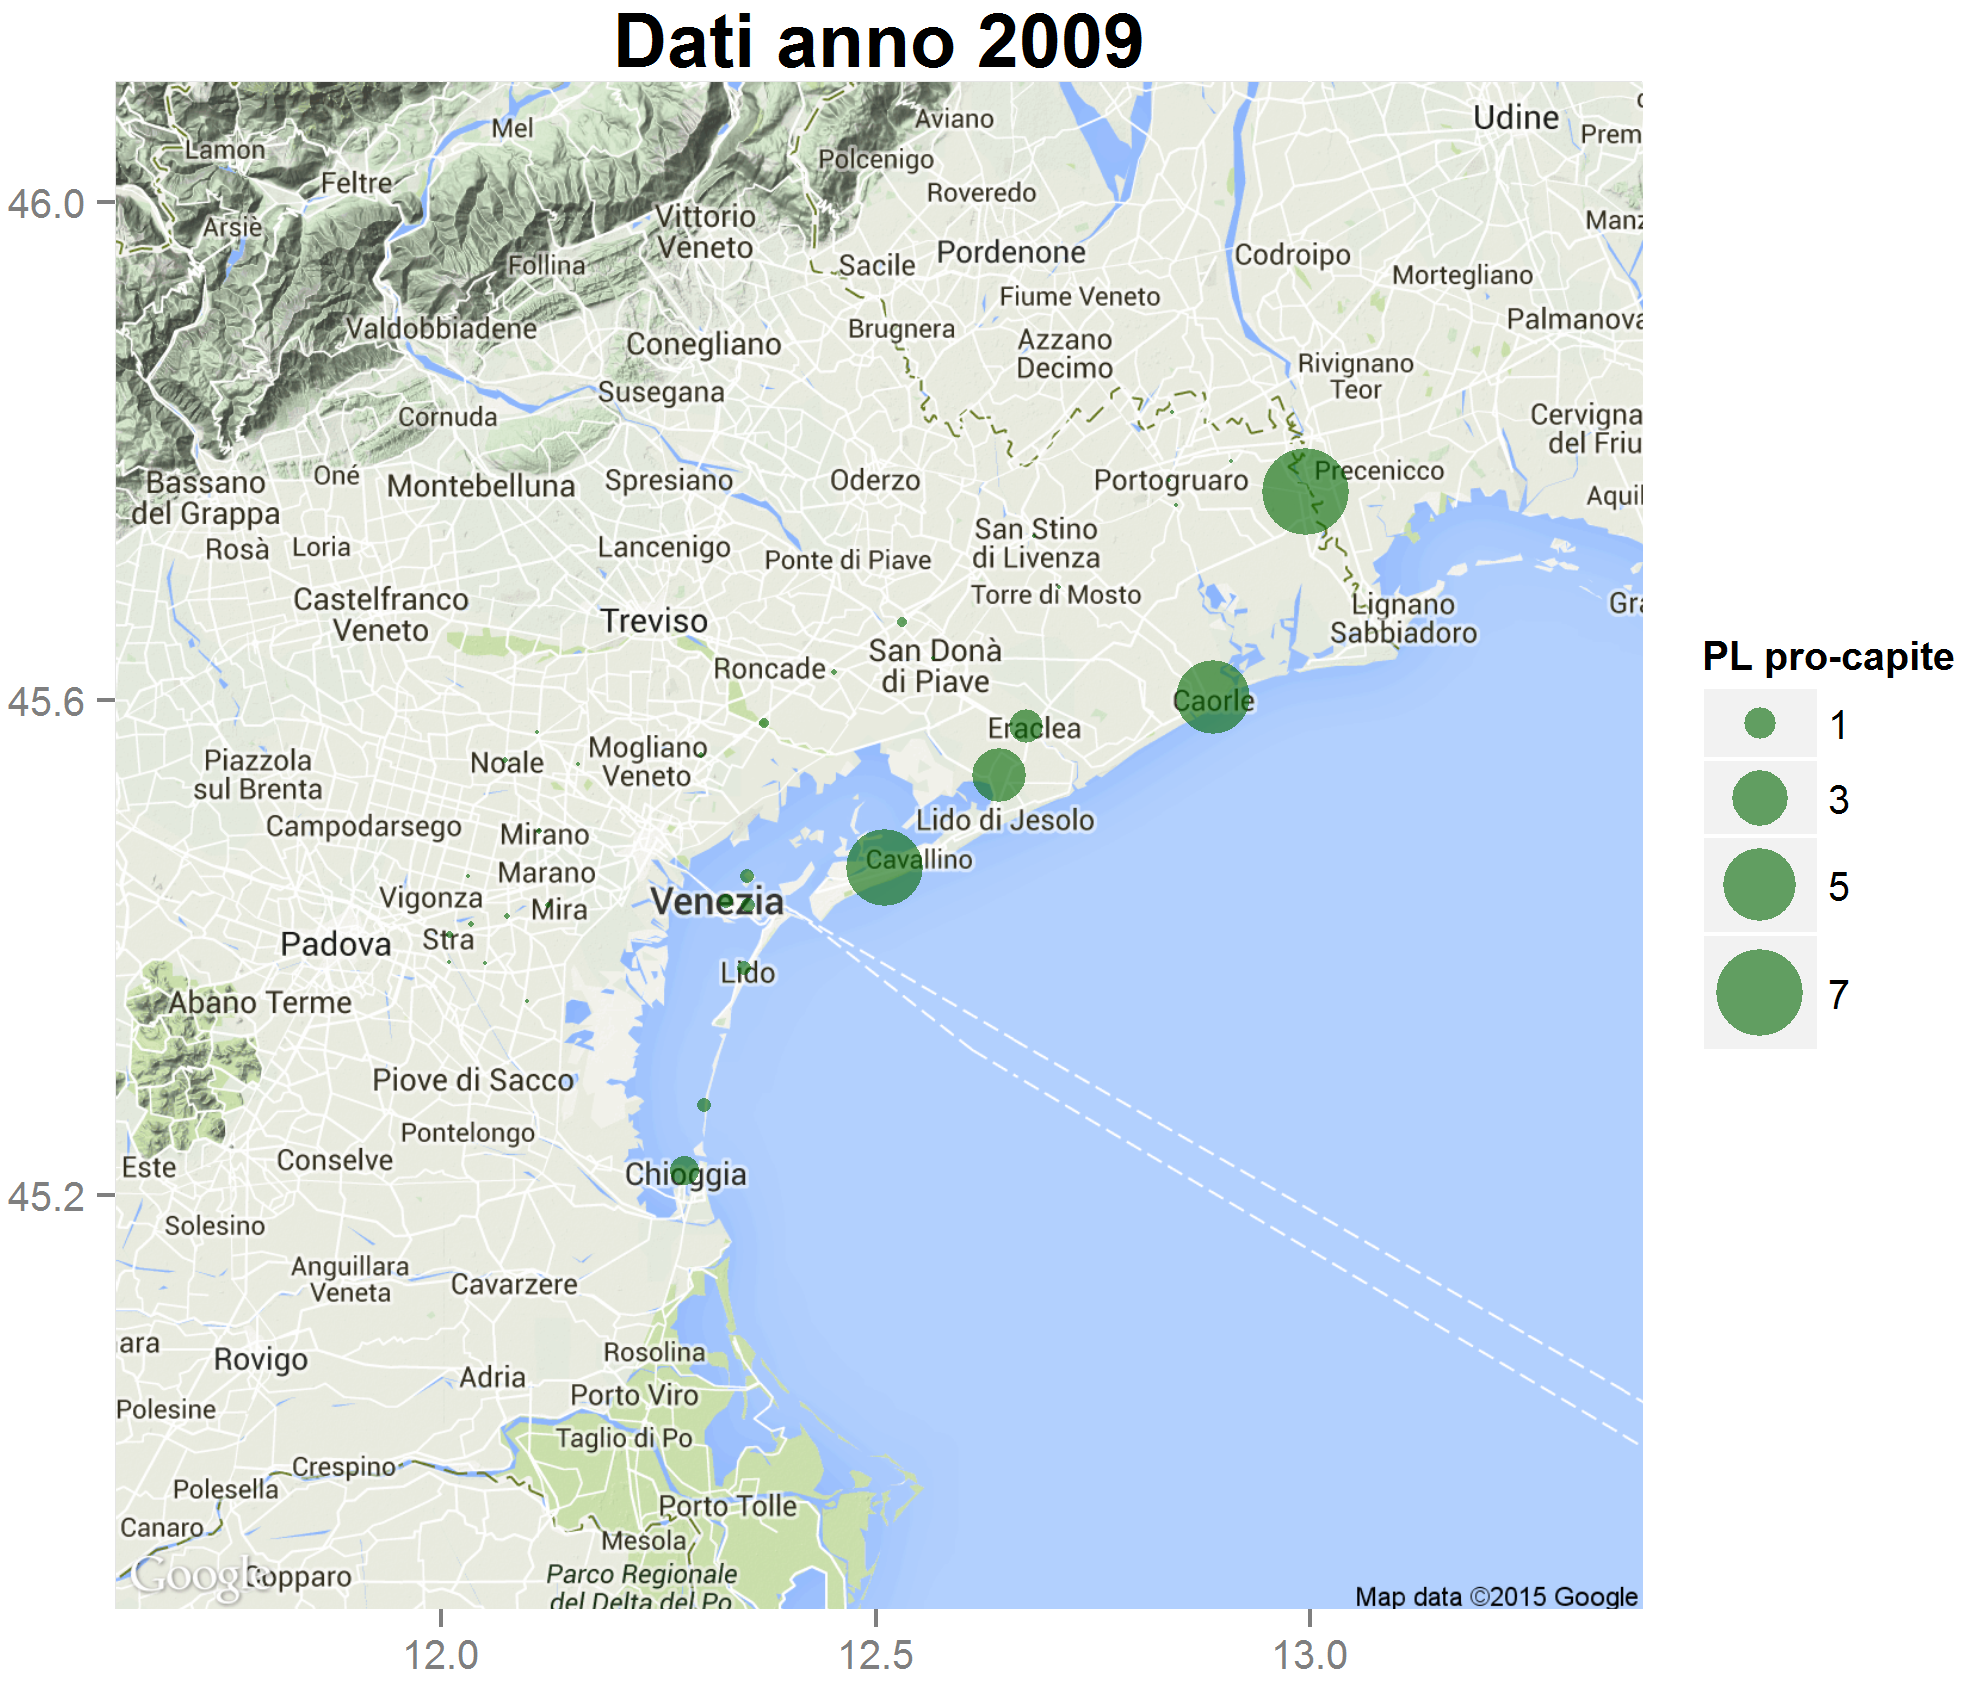 Dati anno 2009
Mel
Aviano
Udine
Prem
Lamon
Polcenigo
Feltre
Roveredo
Arsiè
Vittorio
Veneto
Manz
Pordenone
Codroipo
Follina
Sacile
Mortegliano
Fiume Veneto
Palmanova
Valdobbiadene
Brugnera
Conegliano
Azzano
Decimo
Rivignano
Teor
Susegana
Cornuda
Cervigna
del Friu
Bassano
del Grappa
Oné
Montebelluna
Spresiano
Oderzo
Portogruaro
Precenicco
Aquil
Rosà
Loria
Lancenigo
Ponte di Piave
San Stino
di Livenza
Castelfranco
Veneto
Treviso
Torre di Mosto
Lignano
Sabbiadoro
Gra
Roncade
San Donà
di Piave
Caorle
Eraclea
Piazzola
sul Brenta
Noale
Mogliano
Veneto
Campodarsego
Mirano
Lido di Jesolo
Marano
Cavallino
Vigonza
Mira
Venezia
Padova
Stra
Lido
Abano Terme
Piove di Sacco
Pontelongo
Este
Conselve
Chioggia
Solesino
Anguillara
Veneta
Cavarzere
ara
Rovigo
Rosolina
Adria
Porto Viro
Polesine
Taglio di Po
Crespino
Polesella
Porto Tolle
Canaro
Mesola
Copparo
Parco Regionale
del Delta del Po
Google
Map data ©2015 Google
46.0
45.6
45.2
12.0
12.5
13.0
PL pro-capite
1
3
5
7